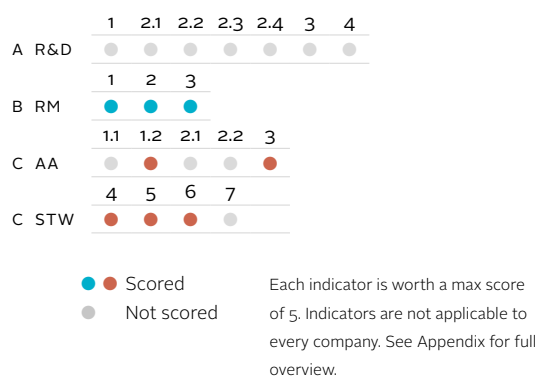 1 2.1 2.2 2.3 2.4 3 4
A R&D
1 2 3
B RM
1.1 1.2 2.1 2.2 3
C AA
4 5 6 7
C STW
Scored
Not scored
Each indicator is worth a max score
of 5. Indicators are not applicable to
every company. See Appendix for full
overview.